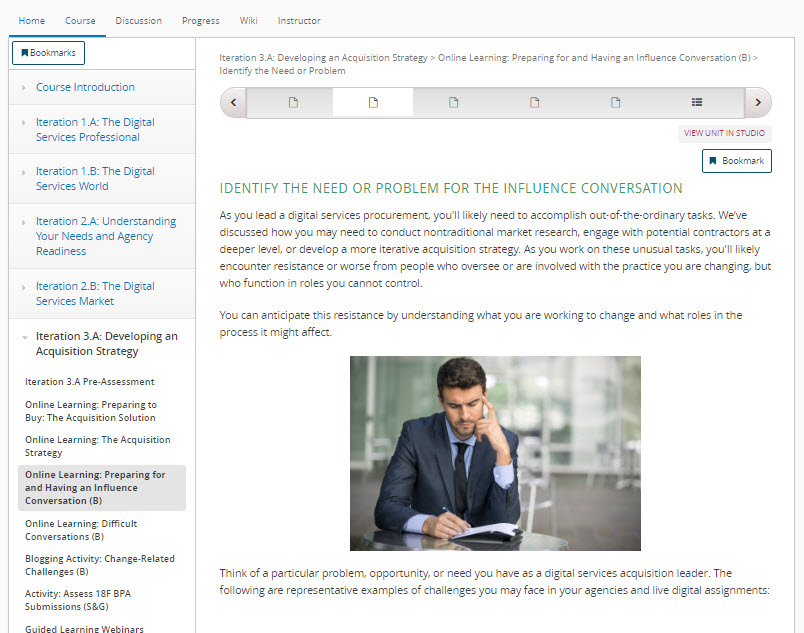 Home Course Discussion Progress Wiki Instructor
Bookmarks
Course Introduction
Iteration 1.A: The Digital
Services Professional
Iteration 1.B: The Digital
Services World
Iteration 2.A: Understanding
Your Needs and Agency
Readiness
Iteration 2.B: The Digital
Services Market
Iteration 3.A: Developing an
Acquisition Strategy
Iteration 3.A Pre-Assessment
Online Learning: Preparing to
Buy: The Acquisition Solution
Online Learning: The Acquisition
Strategy
Online Learning: Preparing for
and Having an Influence
Conversation (B)
Online Learning: Difficult
Conversations (B)
Blogging Activity: Change-Related
Challenges (B)
Activity: Assess 18F BPA
Submissions (S&G)
Guided Learning Webinars
Iteration 3.A: Developing an Acquisition Strategy > Online Learning: Preparing for and Having an Influence Conversation (B) >
Identify the Need or Problem
VIEW UNIT IN STUDIO
Bookmark
IDENTIFY THE NEED OR PROBLEM FOR THE INFLUENCE CONVERSATION
As you lead a digital services procurement, you'll likely need to accomplish out-of-the-ordinary tasks. We've
discussed how you may need to conduct nontraditional market research, engage with potential contractors at a
deeper level, or develop a more iterative acquisition strategy. As you work on these unusual tasks, you'll likely
encounter resistance or worse from people who oversee or are involved with the practice you are changing, but
who function in roles you cannot control.
You can anticipate this resistance by understanding what you are working to change and what roles in the
process it might affect.
Think of a particular problem, opportunity, or need you have as a digital services acquisition leader. The
following are representative examples of challenges you may face in your agencies and live digital assignments: